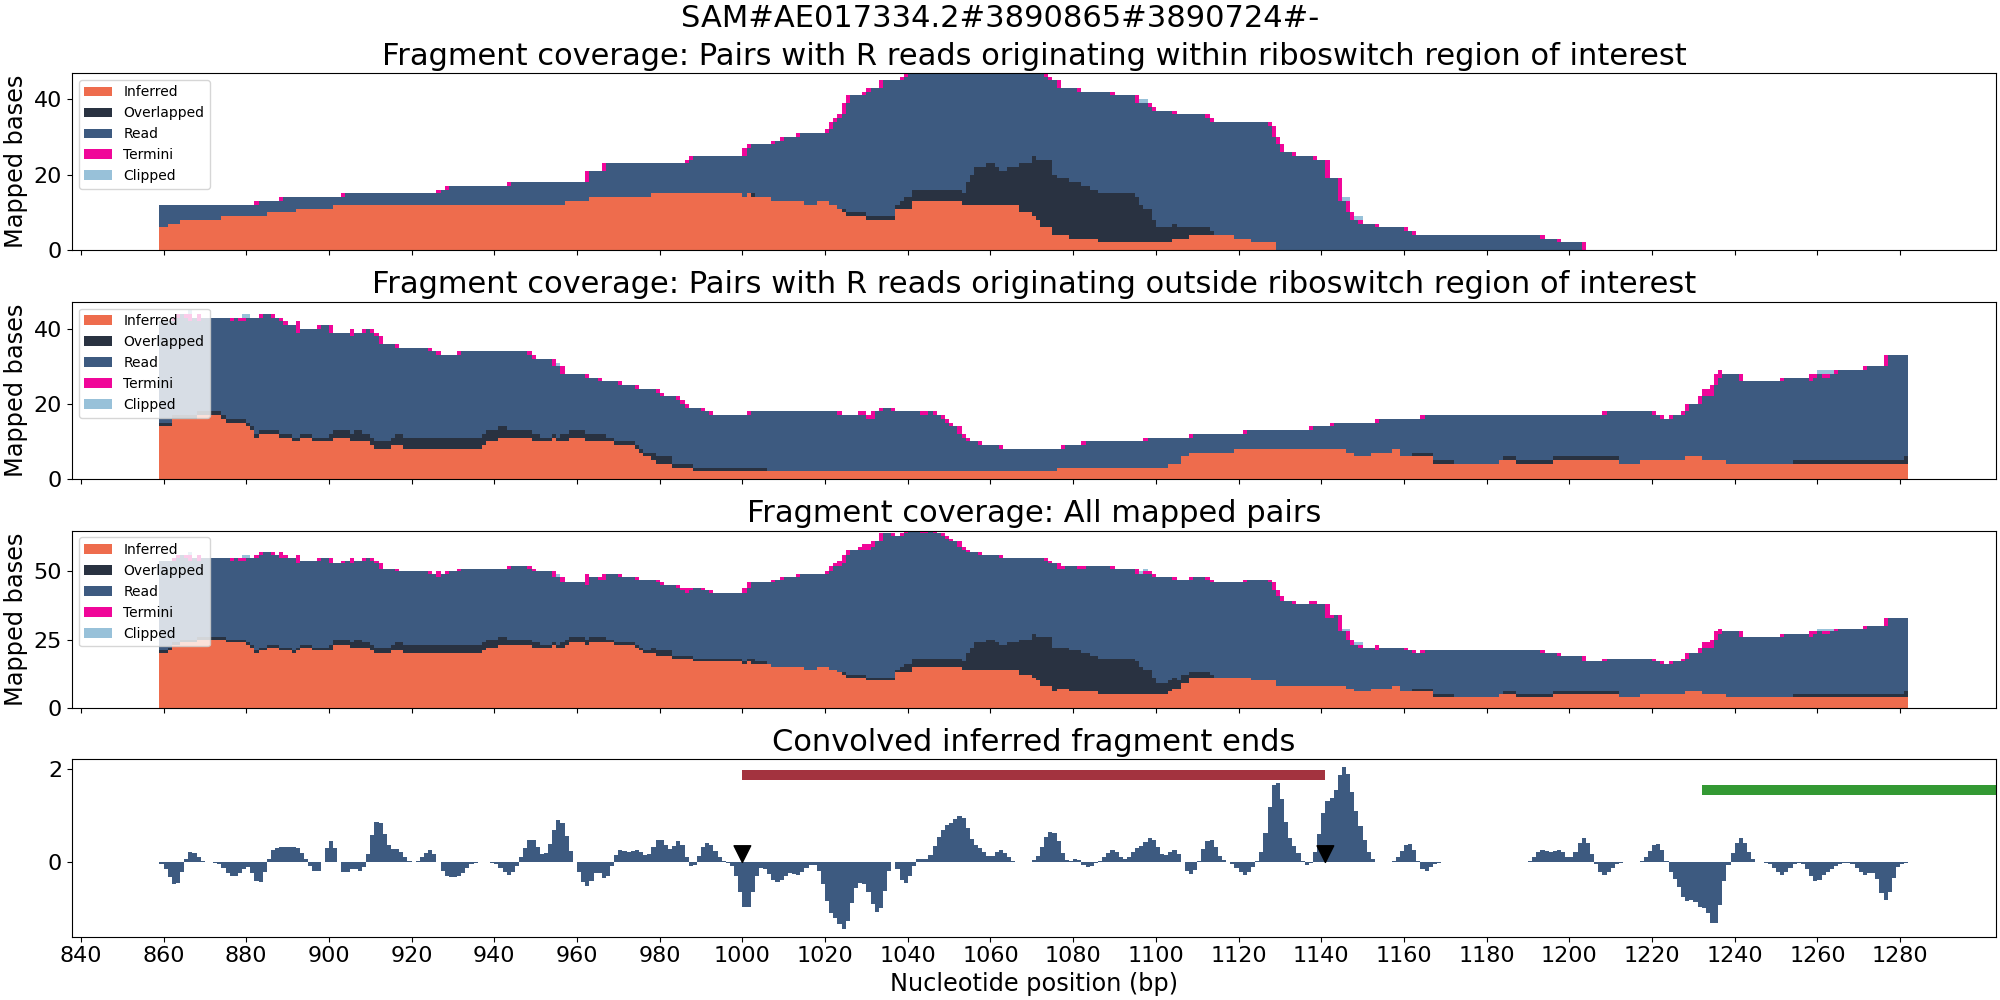 SAM#AE017334.2#3890865#3890724#-
Fragment coverage: Pairs with R reads originating within riboswitch region of interest
Mapped bases
40
20
0
Inferred
Overlapped
Read
Termini
Clipped
Fragment coverage: Pairs with R reads originating outside riboswitch region of interest
Mapped bases
40
20
0
Inferred
Overlapped
Read
Termini
Clipped
Fragment coverage: All mapped pairs
Mapped bases
50
25
0
Inferred
Overlapped
Read
Termini
Clipped
Convolved inferred fragment ends
2
0
840 860 880 900 920 940 960 980 1000 1020 1040 1060 1080 1100 1120 1140 1160 1180 1200 1220 1240 1260 1280
Nucleotide position (bp)